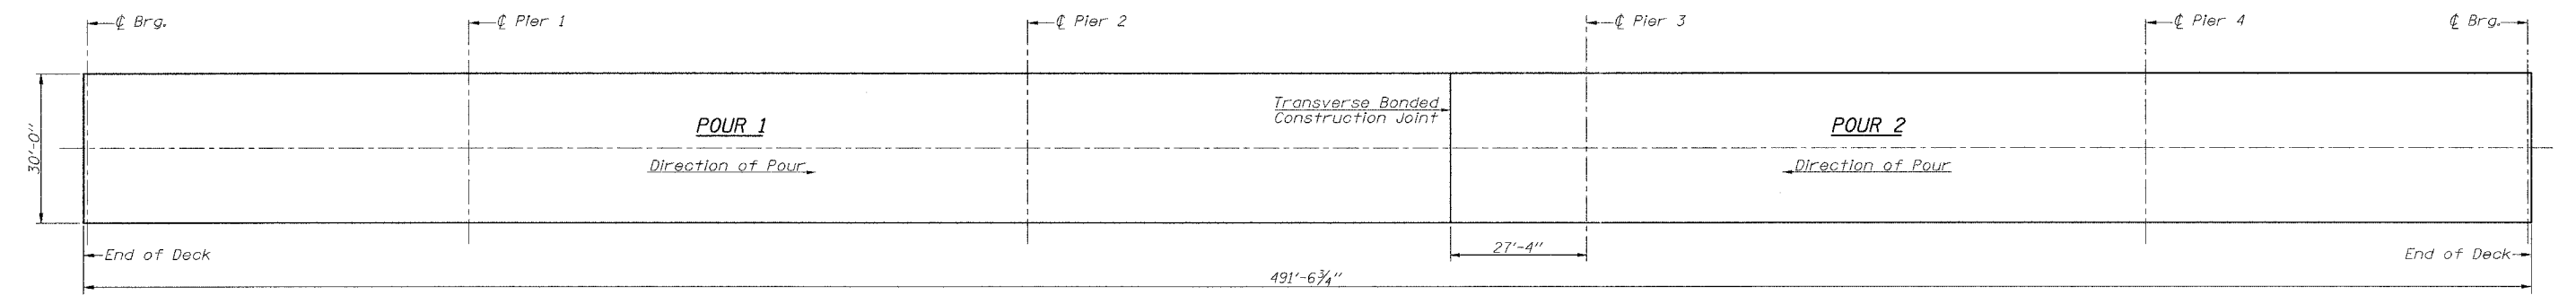 ℄ Brg.
℄ Pier 1
℄ Pier 2
℄ Pier 3
℄ Pier 4
℄ Brg.
30'-0"
POUR 1
Direction of Pour
Transverse Bonded
Construction Joint
POUR 2
Direction of Pour
End of Deck
27'-4"
End of Deck
491'-6¾"